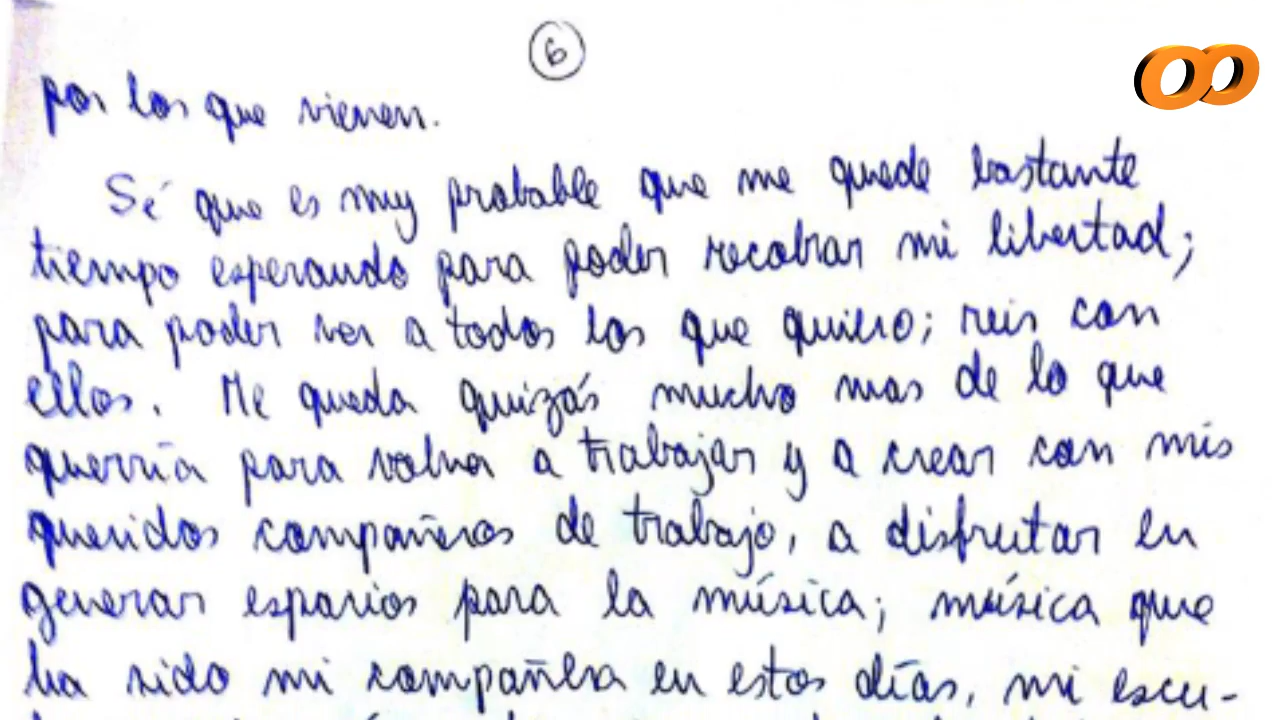 6
por los que vienen.
Sé que es muy probable que me quede bastante
tiempo esperando para poder recobrar mi libertad;
para poder ver a todos los que quiero; reir con
ellos. Me queda quizás mucho mas de lo que
querría para volver a trabajar y a crear con mis
queridos compañeros de trabajo, a disfrutar en
generar espacios para la música; música que
ha sido mi compañera en estos días, mi escu-